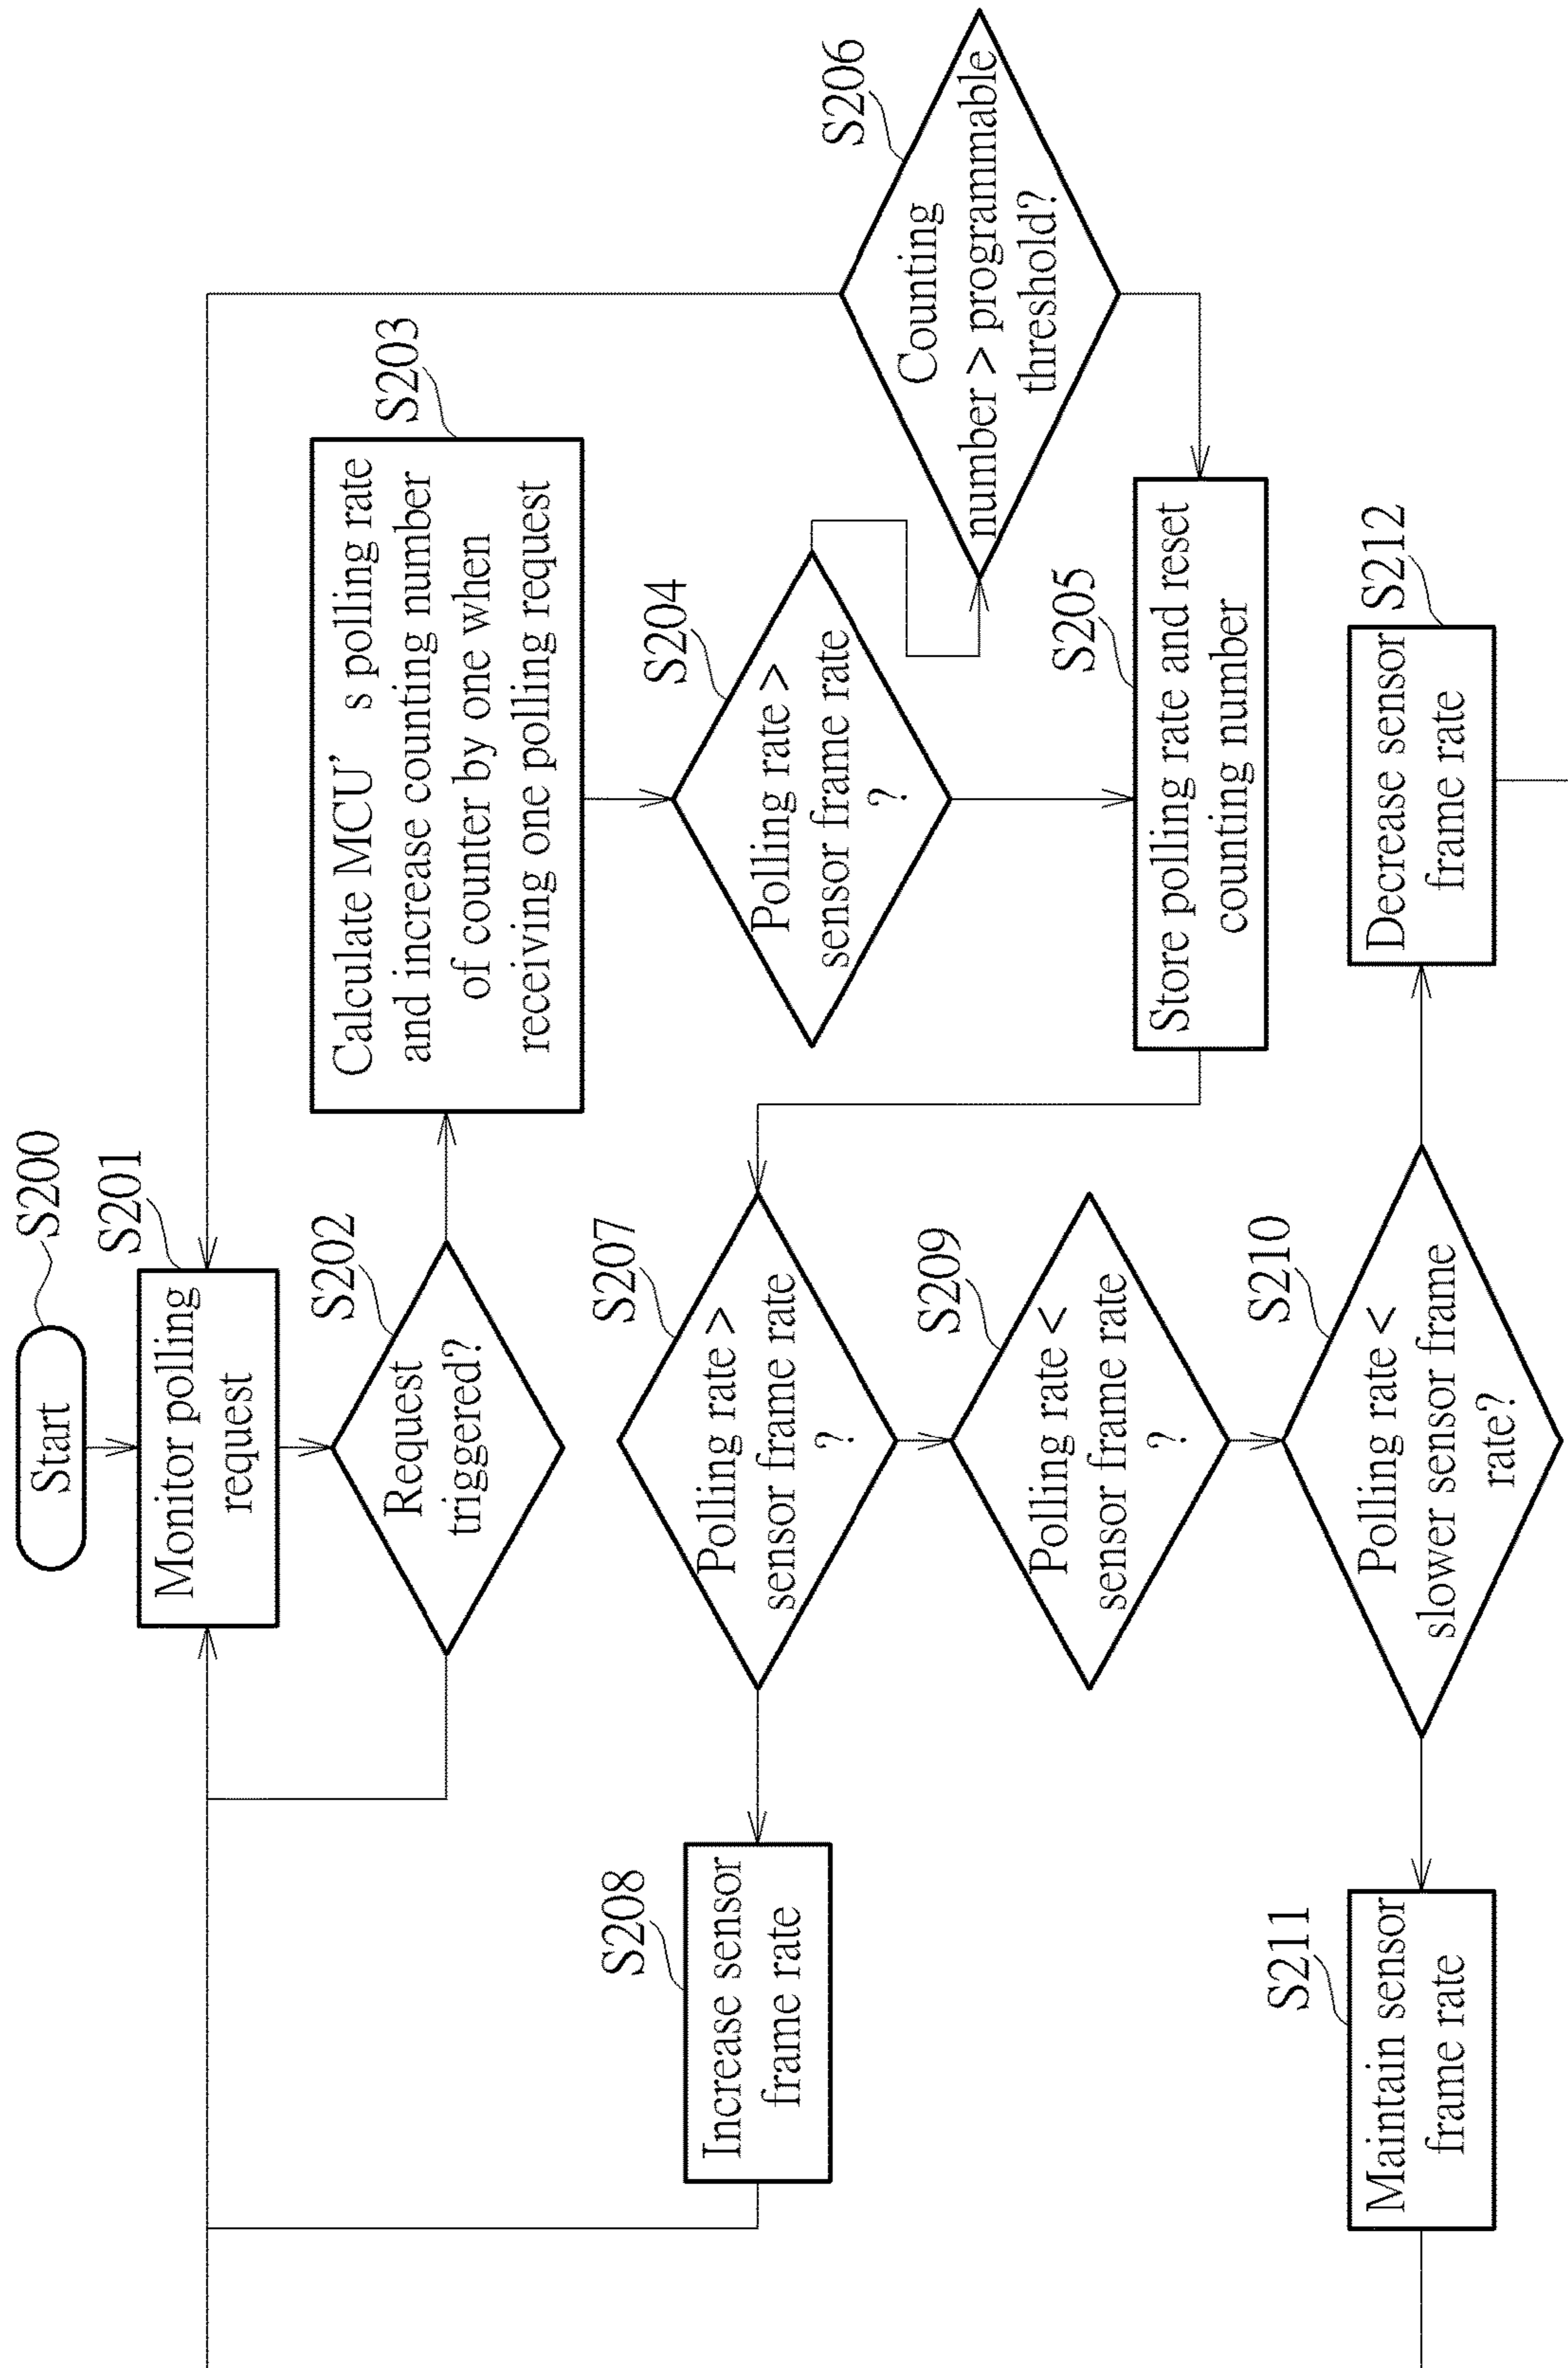 Start
S200
Monitor polling
request
S201
Request
triggered?
S202
Calculate MCU' s polling rate
and increase counting number
of counter by one when
receiving one polling request
S203
Polling rate >
sensor frame rate
?
S204
Counting
number > programmable
threshold?
S206
Store polling rate and reset
counting number
S205
Polling rate >
sensor frame rate
?
S207
Increase sensor
frame rate
S208
Polling rate <
sensor frame rate
?
S209
Polling rate <
slower sensor frame
rate?
S210
Maintain sensor
frame rate
S211
Decrease sensor
frame rate
S212